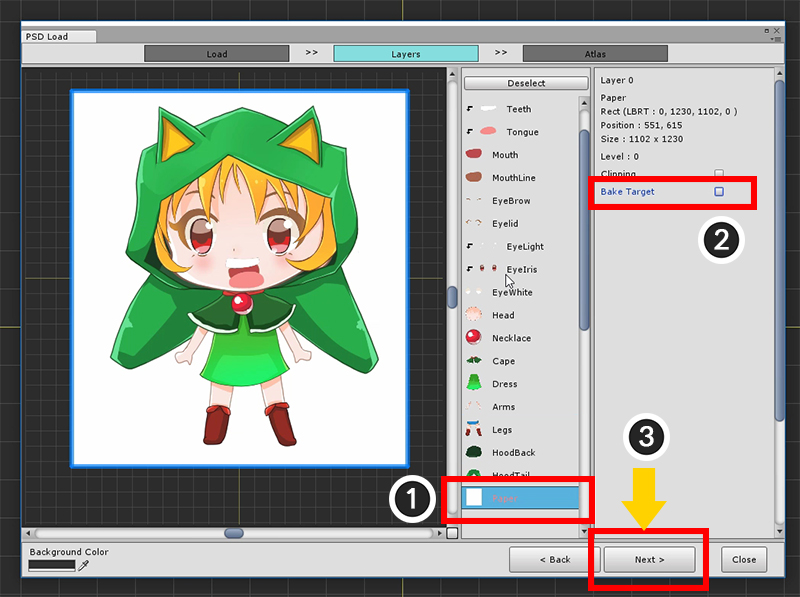 PSD Load
Load
>>
Layers
>>
Atlas
Deselect
Teeth
Tongue
Mouth
MouthLine
EyeBrow
Eyelid
EyeLight
EyeIris
EyeWhite
Head
Necklace
Cape
Dress
Arms
Legs
HoodBack
HoodTail
Paper
Layer 0
Paper
Rect (LBRT : 0, 1230, 1102, 0 )
Position : 551, 615
Size : 1102 x 1230
Level : 0
Clipping
Bake Target
2
3
1
Background Color
< Back
Next >
Close